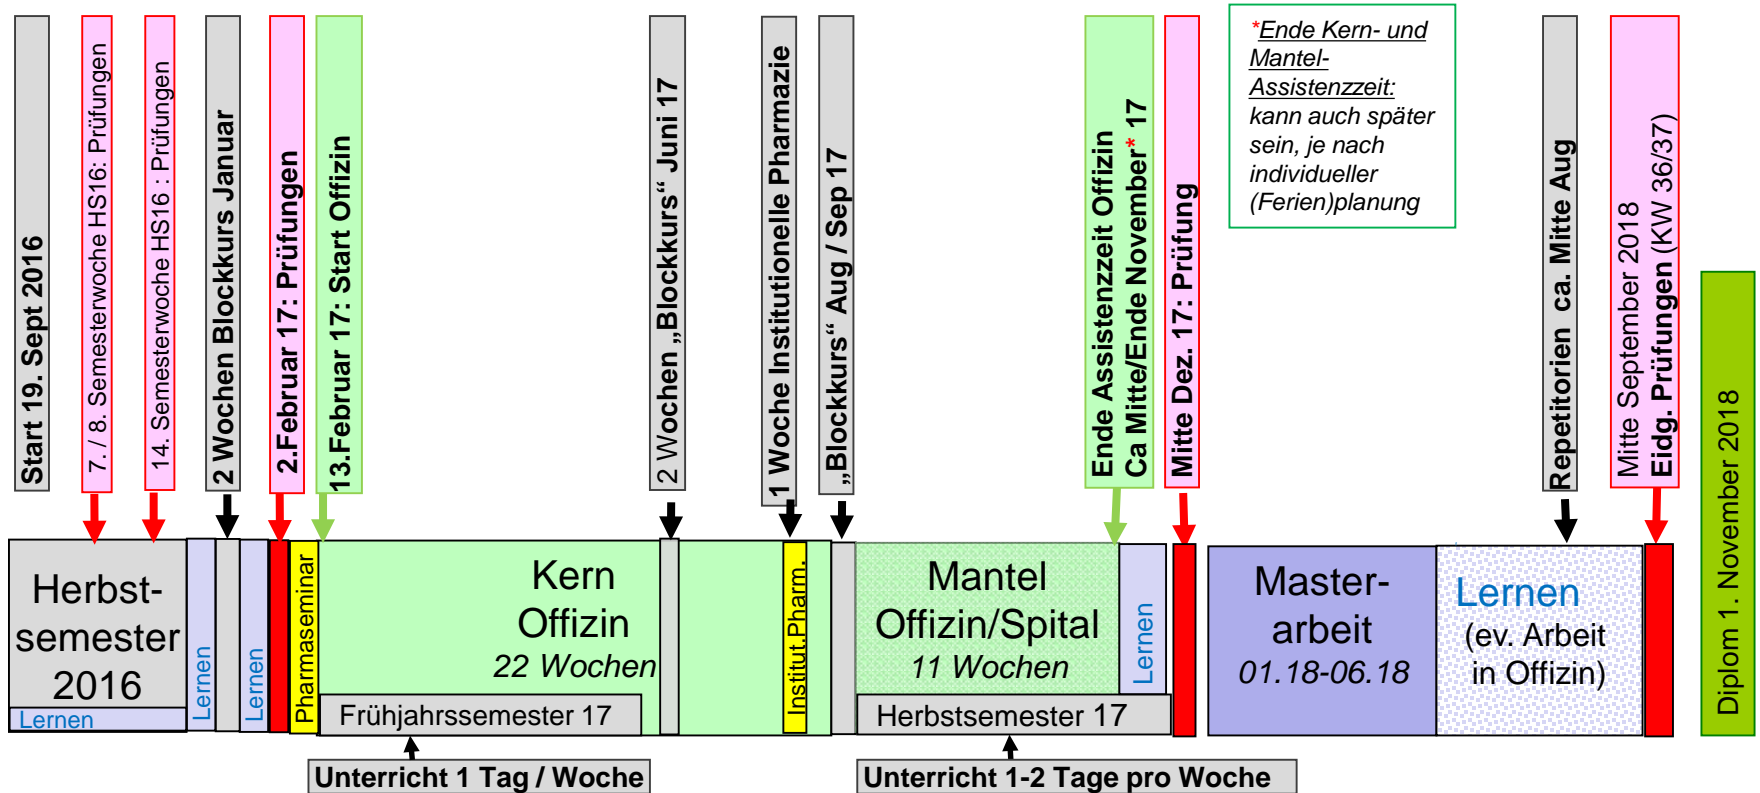 Start 19. Sept 2016
7. / 8. Semesterwoche HS16: Prüfungen
14. Semesterwoche HS16 : Prüfungen
2 Wochen Blockkurs Januar
2.Februar 17: Prüfungen
13.Februar 17: Start Offizin
2 Wochen „Blockkurs“ Juni 17
1 Woche Institutionelle Pharmazie
„Blockkurs“ Aug / Sep 17
Ende Assistenzzeit Offizin
Ca Mitte/Ende November* 17
Mitte Dez. 17: Prüfung
*Ende Kern- und
Mantel-
Assistenzzeit:
kann auch später
sein, je nach
individueller
(Ferien)planung
Repetitorien ca. Mitte Aug
Mitte September 2018
Eidg. Prüfungen (KW 36/37)
Diplom 1. November 2018
Herbst-
semester
2016
Lernen
Lernen
Lernen
Pharmaseminar
Kern
Offizin
22 Wochen
Frühjahrssemester 17
Institut.Pharm.
Mantel
Offizin/Spital
11 Wochen
Herbstsemester 17
Lernen
Master-
arbeit
01.18-06.18
Lernen
(ev. Arbeit
in Offizin)
Unterricht 1 Tag / Woche
Unterricht 1-2 Tage pro Woche